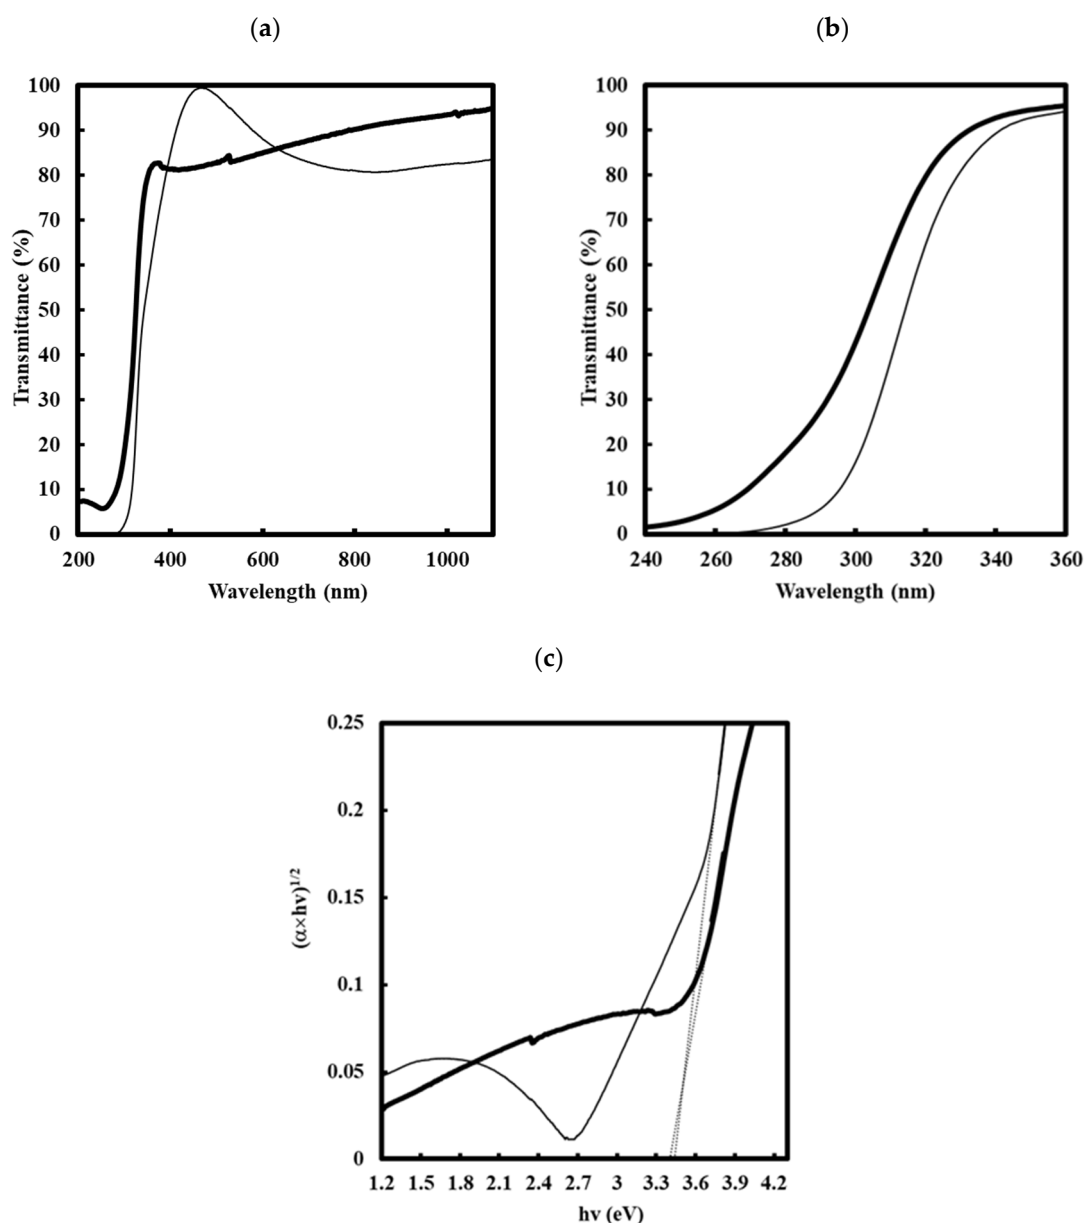 (a)
100
90
80
70
60
50
40
30
20
10
0
Transmittance (%)
200 400 600 800 1000
Wavelength (nm)
(b)
100
90
80
70
60
50
40
30
20
10
0
Transmittance (%)
240 260 280 300 320 340 360
Wavelength (nm)
(c)
0.25
0.2
0.15
0.1
0.05
0
(α×hν)1/2
1.2 1.5 1.8 2.1 2.4 2.7 3 3.3 3.6 3.9 4.2
hν (eV)